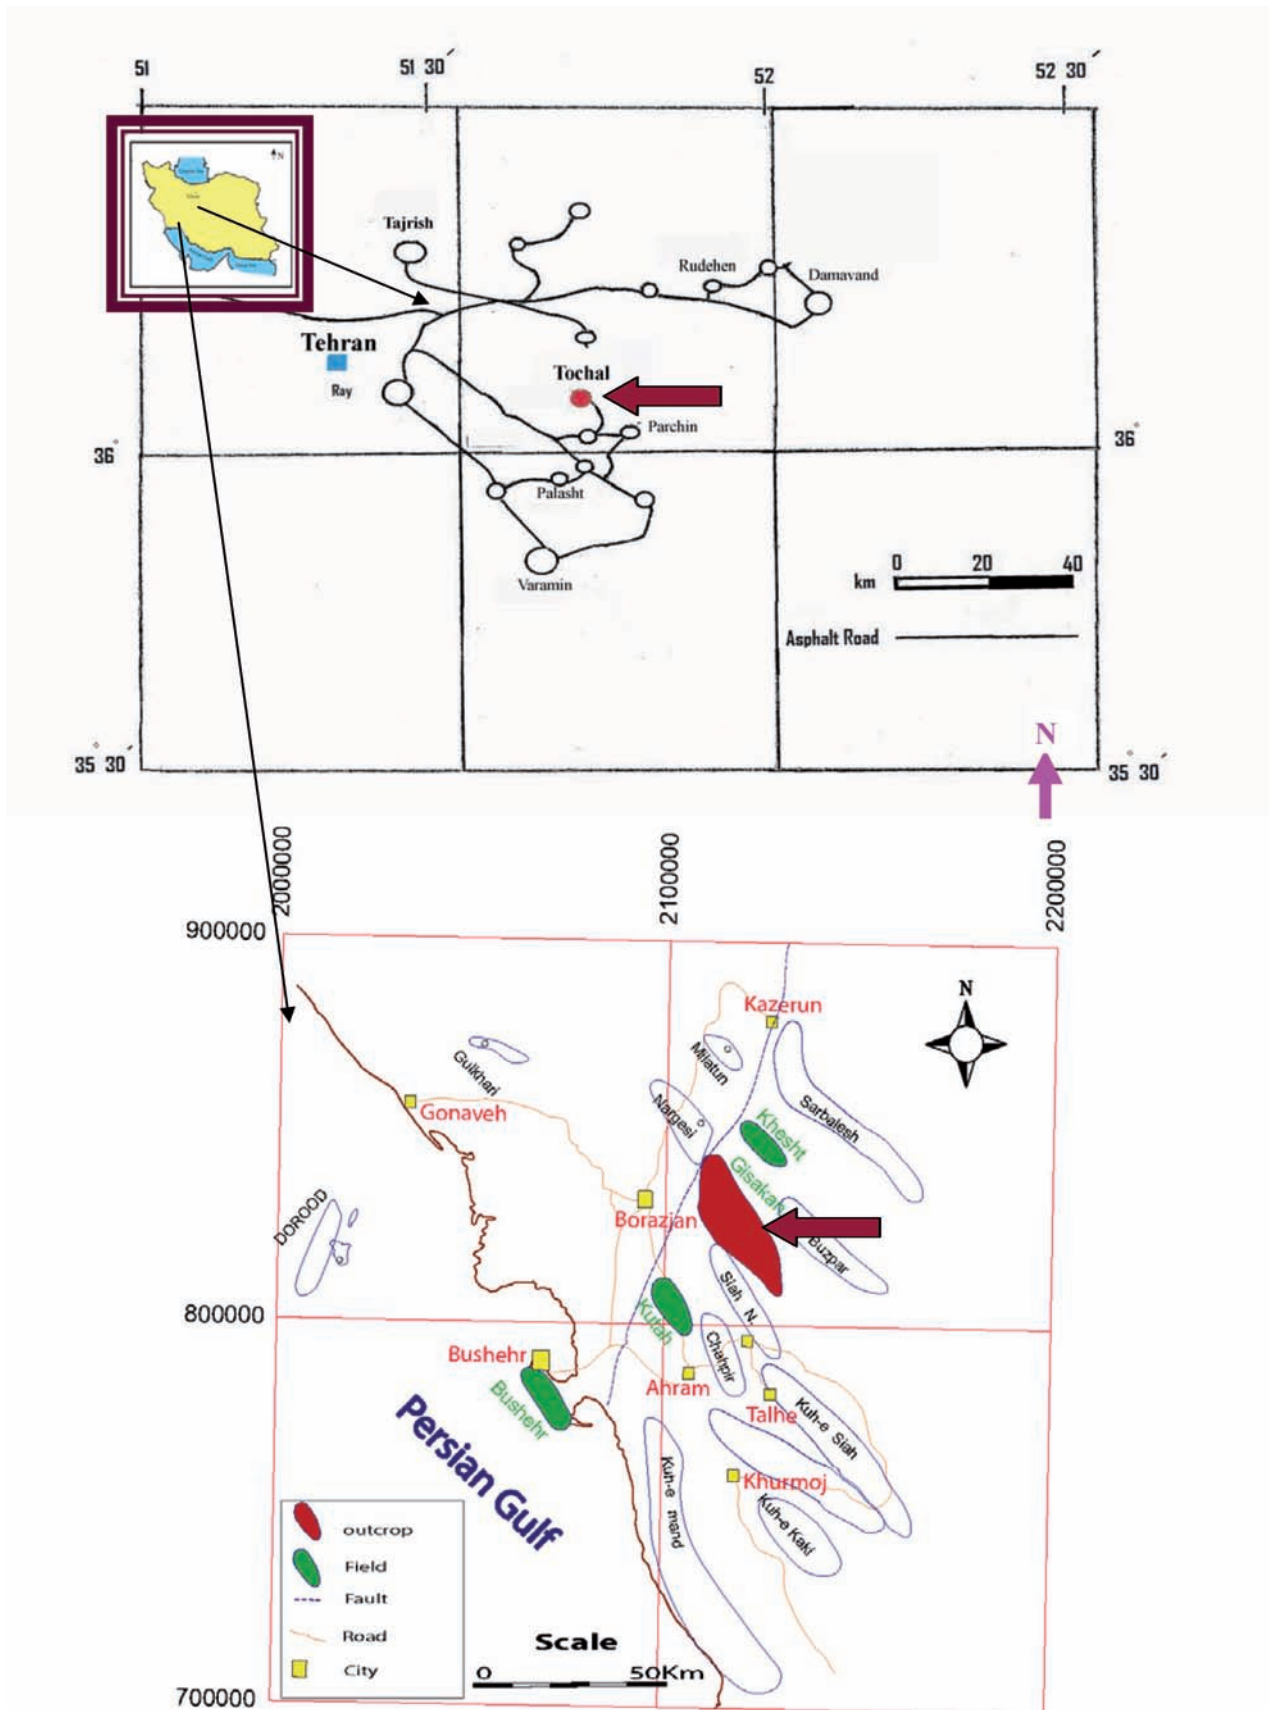 51
51 30´
52
52 30´
N
Tajrish
Rudehen
Damavand
Tehran
Ray
Tochal
Parchin
36°
36°
Palasht
Varamin
0 20 40
km
Asphalt Road
N
35° 30´
35° 30´
2000000
2100000
2200000
900000
N
Kazerun
Gulkhari
Milatun
Gonaveh
Nargesi
Khesht
Sarbalesh
Gisakan
DOROOD
Borazjan
Buzpar
Siah N.
800000
Kutah
Chahpir
Bushehr
Bushehr
Ahram
Talhe
Kuh-e Siah
Persian Gulf
Kuh-e mand
Khurmoj
Kuh-e Kaki
outcrop
Field
Fault
Road
City
Scale
0 50Km
700000